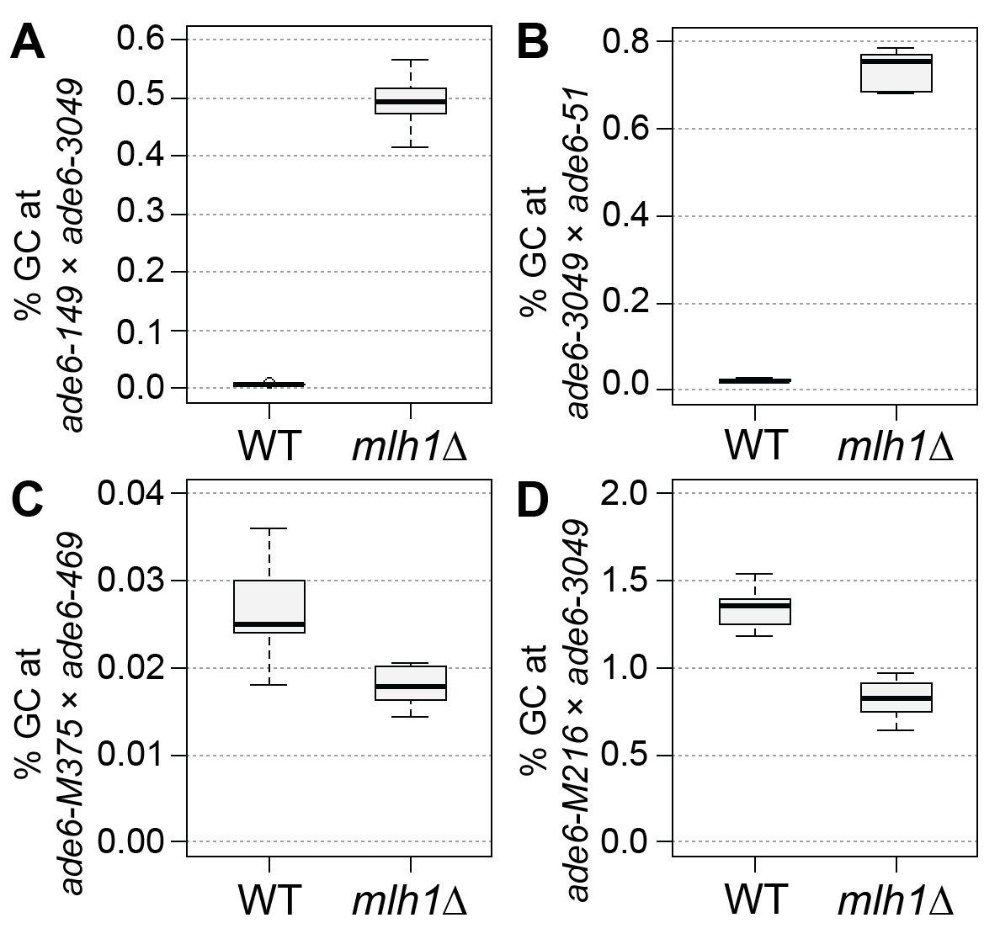 A
% GC at
ade6-149 × ade6-3049
0.6
0.5
0.4
0.3
0.2
0.1
0.0
WT
mlh1Δ
B
% GC at
ade6-3049 × ade6-51
0.8
0.6
0.4
0.2
0.0
WT
mlh1Δ
C
% GC at
ade6-M375 × ade6-469
0.04
0.03
0.02
0.01
0.00
WT
mlh1Δ
D
% GC at
ade6-M216 × ade6-3049
2.0
1.5
1.0
0.5
0.0
WT
mlh1Δ